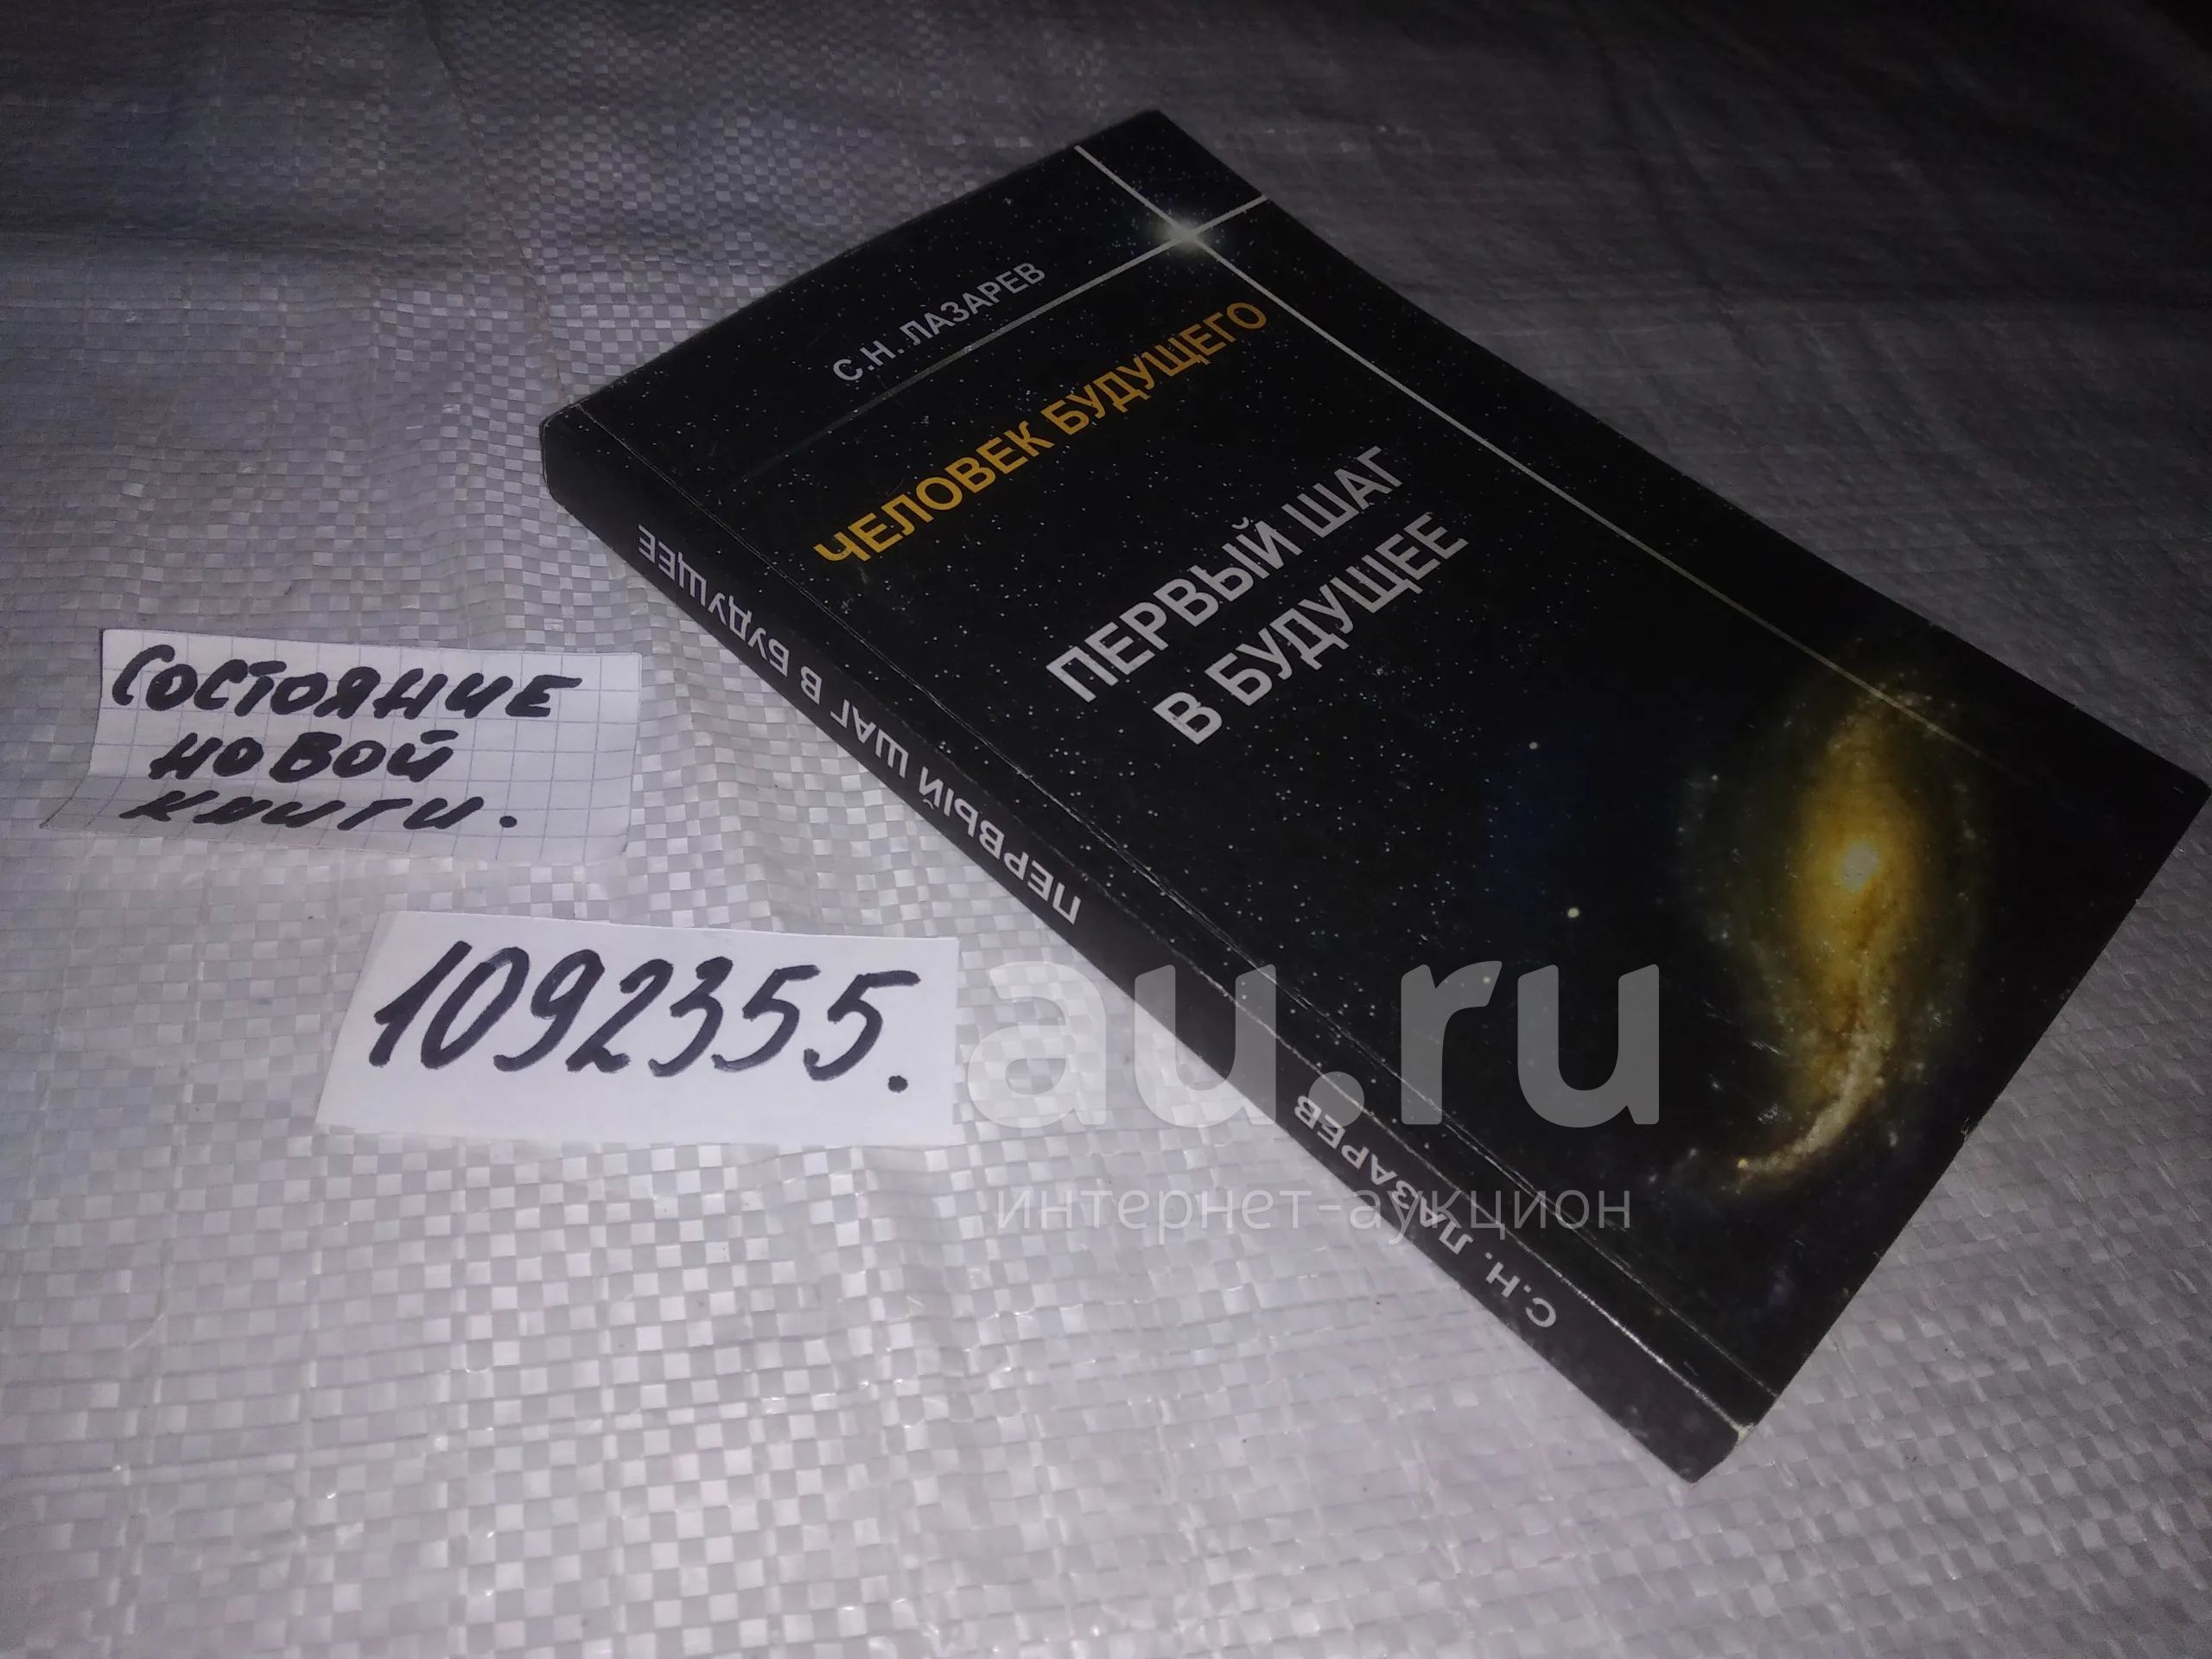 С.Н. ЛАЗАРЕВ
ЧЕЛОВЕК БУДУЩЕГО
ПЕРВЫЙ ШАГ
В БУДУЩЕЕ
ПЕРВЫЙ ШАГ В БУДУЩЕЕ
С.Н. ЛАЗАРЕВ
СОСТОЯНИЕ
НОВОЙ
КНИГИ.
1092355.
au.ru
интернет-аукцион